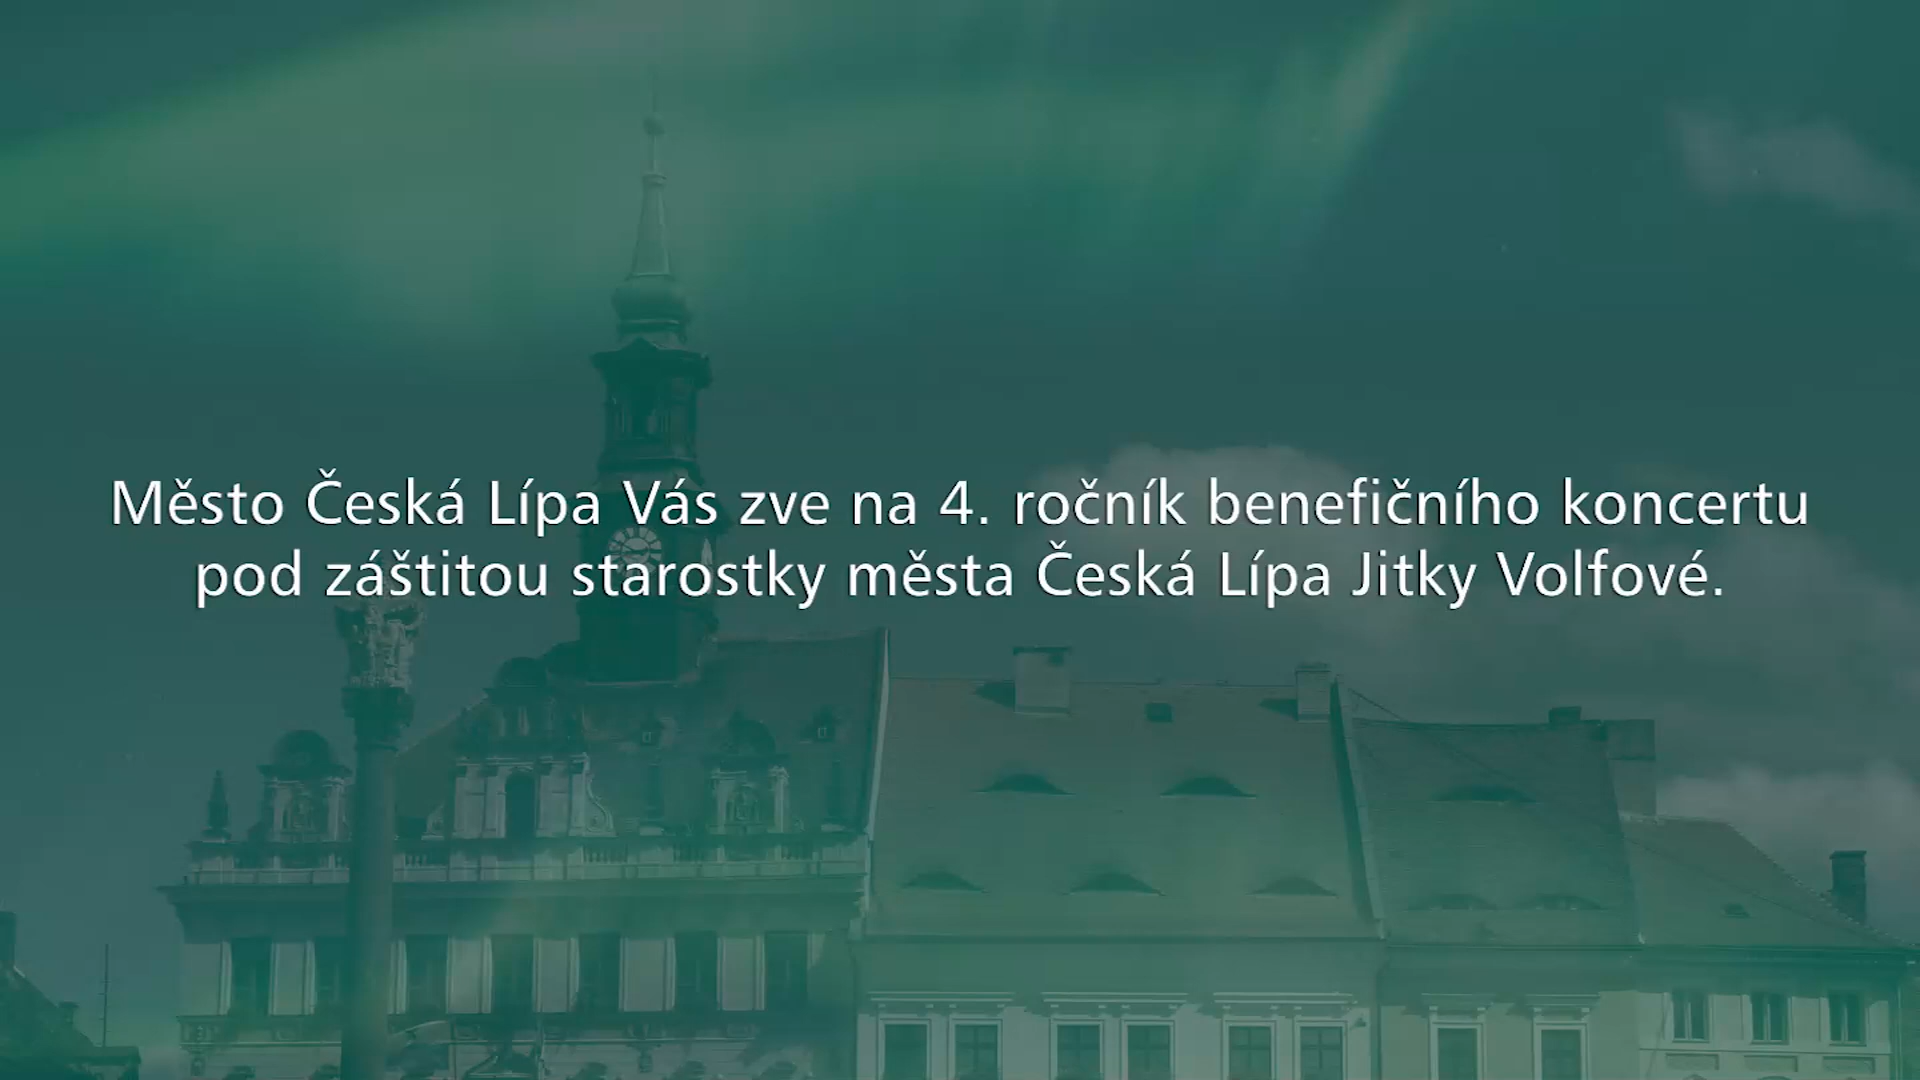 Město Česká Lípa Vás zve na 4. ročník benefičního koncertu
pod záštitou starostky města Česká Lípa Jitky Volfové.